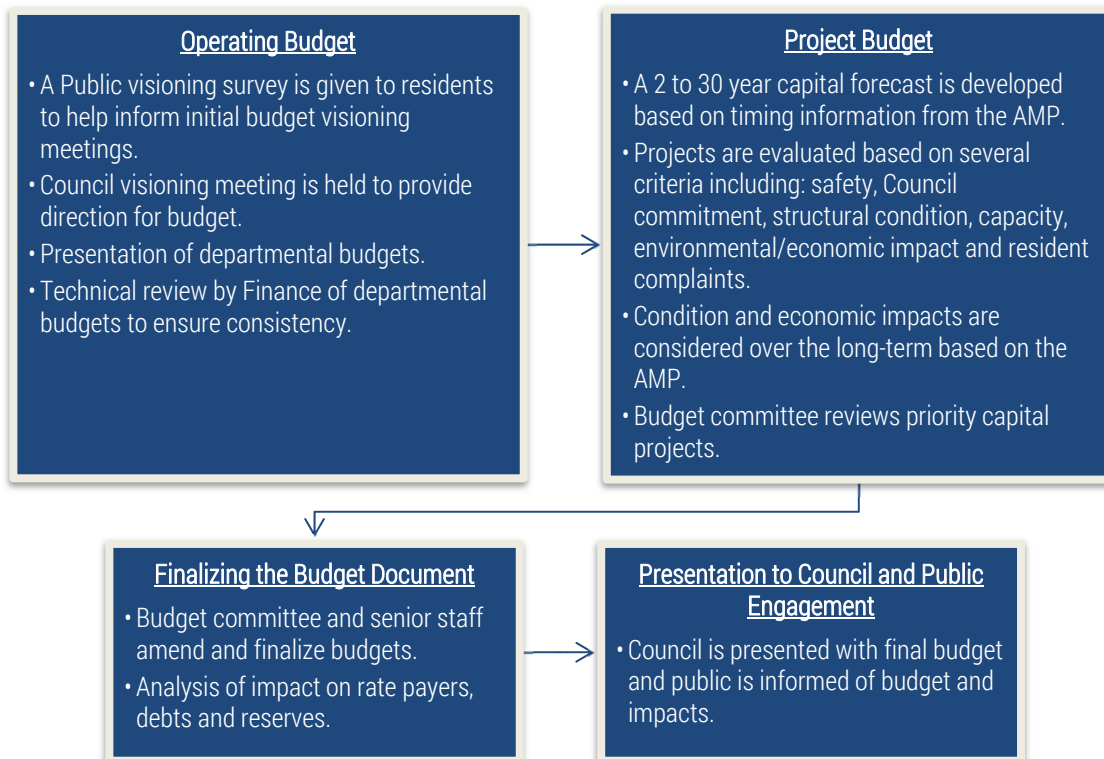 Operating Budget
• A Public visioning survey is given to residents
to help inform initial budget visioning
meetings.
• Council visioning meeting is held to provide
direction for budget.
• Presentation of departmental budgets.
• Technical review by Finance of departmental
budgets to ensure consistency.
Project Budget
• A 2 to 30 year capital forecast is developed
based on timing information from the AMP.
• Projects are evaluated based on several
criteria including: safety, Council
commitment, structural condition, capacity,
environmental/economic impact and resident
complaints.
• Condition and economic impacts are
considered over the long-term based on the
AMP.
• Budget committee reviews priority capital
projects.
Finalizing the Budget Document
• Budget committee and senior staff
amend and finalize budgets.
• Analysis of impact on rate payers,
debts and reserves.
Presentation to Council and Public
Engagement
• Council is presented with final budget
and public is informed of budget and
impacts.